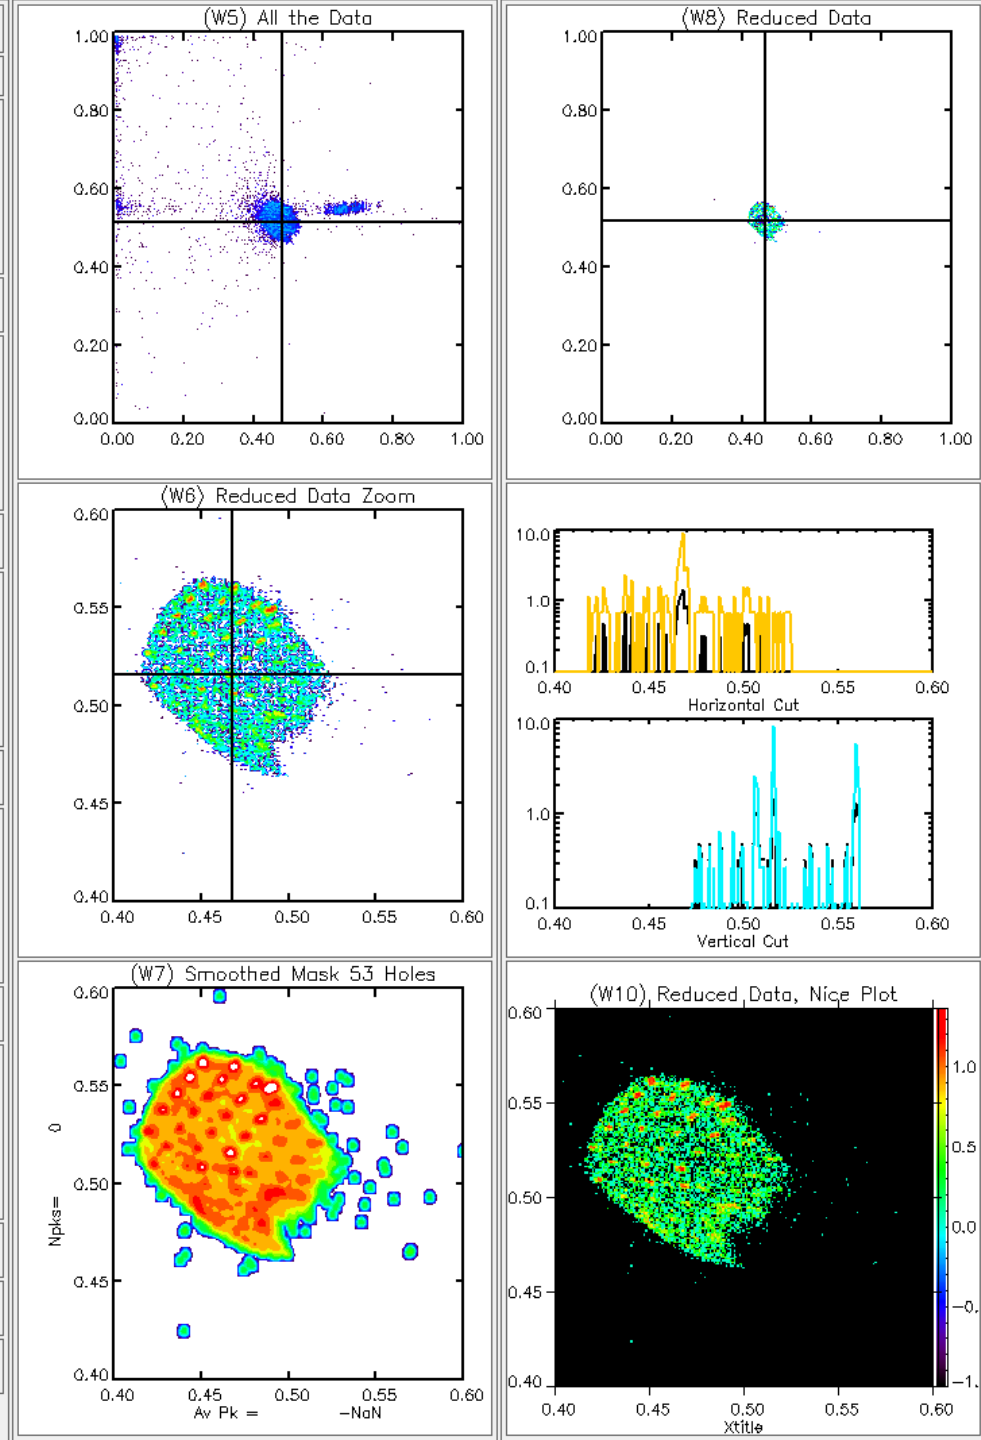 (W5) All the Data
1.00
0.80
0.60
0.40
0.20
0.00
0.00 0.20 0.40 0.60 0.80 1.00
(W8) Reduced Data
1.00
0.80
0.60
0.40
0.20
0.00
0.00 0.20 0.40 0.60 0.80 1.00
(W6) Reduced Data Zoom
0.60
0.55
0.50
0.45
0.40
0.40 0.45 0.50 0.55 0.60
10.0
1.0
0.1
0.40 0.45 0.50 0.55 0.60
Horizontal Cut
10.0
1.0
0.1
0.40 0.45 0.50 0.55 0.60
Vertical Cut
(W7) Smoothed Mask 53 Holes
0.60
0.55
0.50
0.45
0.40
Npks= 0
0.40 0.45 0.50 0.55 0.60
Av Pk = -NaN
(W10) Reduced Data, Nice Plot
0.60
0.55
0.50
0.45
0.40
0.40 0.45 0.50 0.55 0.60
Xtitle
1.0
0.5
0.0
-0.
-1.